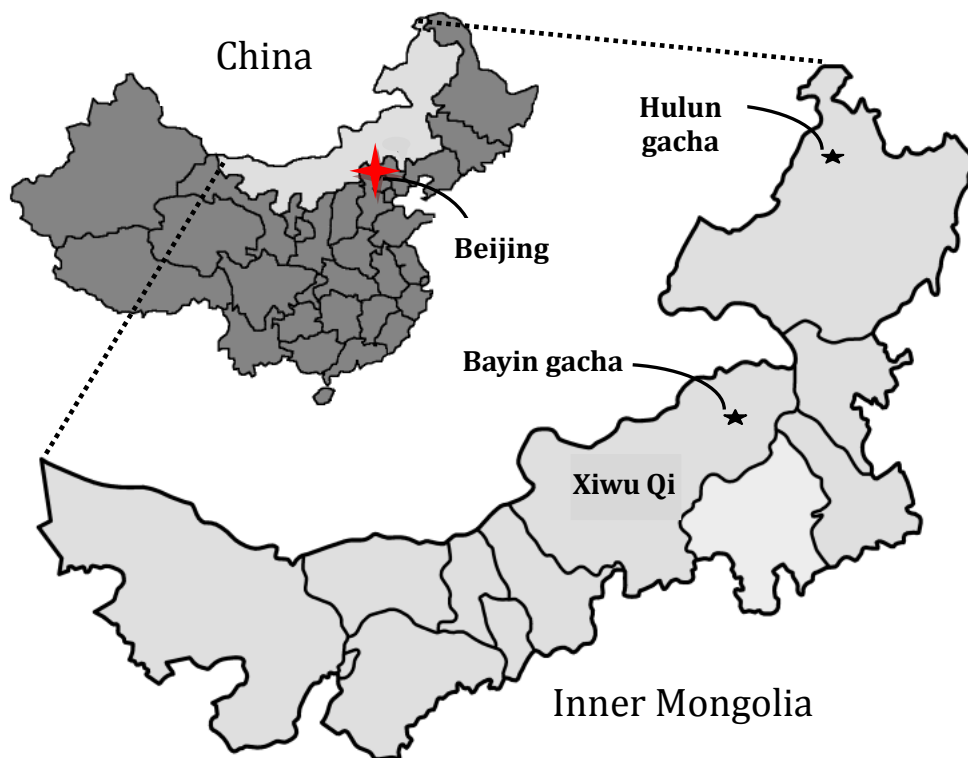 China
Hulun
gacha
Beijing
Bayin gacha
Xiwu Qi
Inner Mongolia